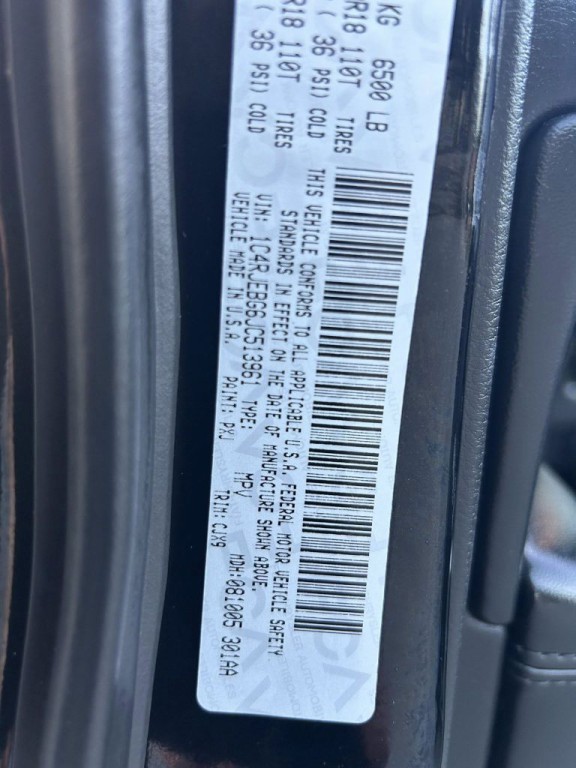 KG 6500 LB
R18 110T TIRES
( 36 PSI) COLD
R18 110T TIRES
( 36 PSI) COLD
THIS VEHICLE CONFORMS TO ALL APPLICABLE U.S.A. FEDERAL MOTOR VEHICLE SAFETY
STANDARDS IN EFFECT ON THE DATE OF MANUFACTURE SHOWN ABOVE.
VIN: 1C4RJEBG6JC513961 TYPE: MPV MDH:081005 301AA
VEHICLE MADE IN U.S.A. PAINT: PXJ TRIM:CJX9